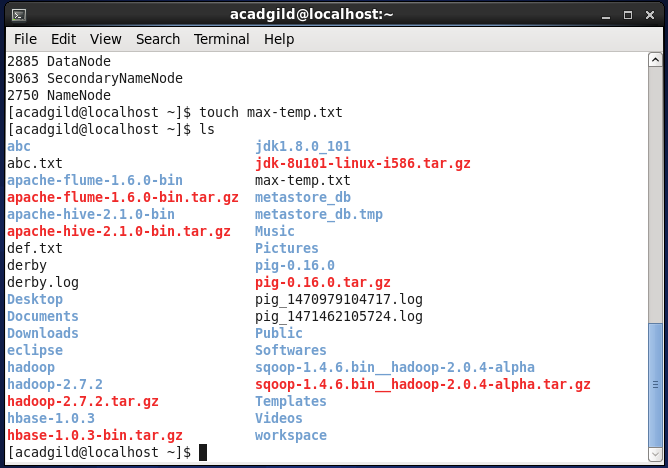 acadgild@localhost:~
File Edit View Search Terminal Help
2885 DataNode
3063 SecondaryNameNode
2750 NameNode
[acadgild@localhost ~]$ touch max-temp.txt
[acadgild@localhost ~]$ ls
abc jdk1.8.0_101
abc.txt jdk-8u101-linux-i586.tar.gz
apache-flume-1.6.0-bin max-temp.txt
apache-flume-1.6.0-bin.tar.gz metastore_db
apache-hive-2.1.0-bin metastore_db.tmp
apache-hive-2.1.0-bin.tar.gz Music
def.txt Pictures
derby pig-0.16.0
derby.log pig-0.16.0.tar.gz
Desktop pig_1470979104717.log
Documents pig_1471462105724.log
Downloads Public
eclipse Softwares
hadoop sqoop-1.4.6.bin__hadoop-2.0.4-alpha
hadoop-2.7.2 sqoop-1.4.6.bin__hadoop-2.0.4-alpha.tar.gz
hadoop-2.7.2.tar.gz Templates
hbase-1.0.3 Videos
hbase-1.0.3-bin.tar.gz workspace
[acadgild@localhost ~]$